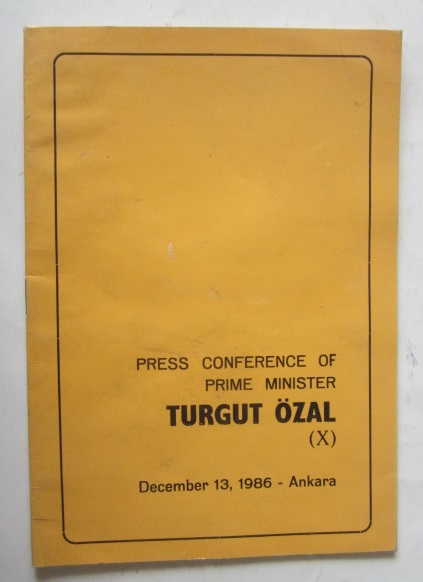 PRESS CONFERENCE OF
PRIME MINISTER
TURGUT ÖZAL
(X)
December 13, 1986 - Ankara